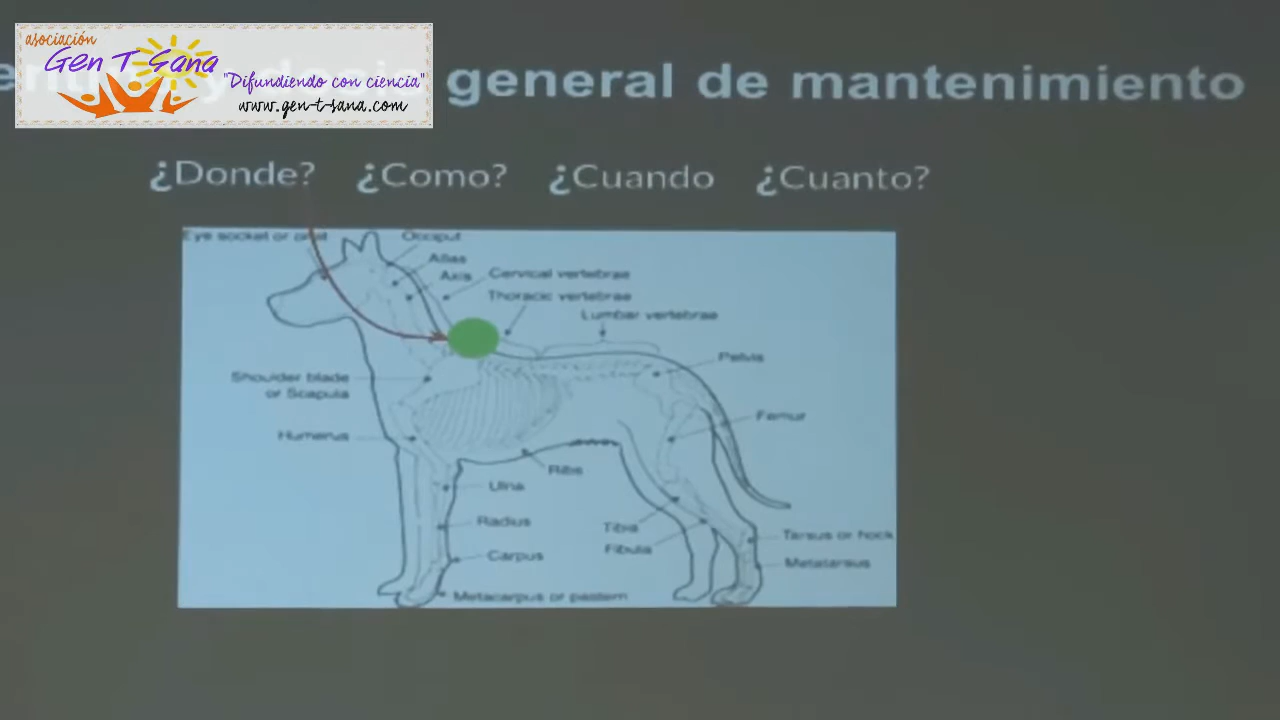 asociación
Gen T Sana
"Difundiendo con ciencia"
www.gen-t-sana.com
general de mantenimiento
¿Donde? ¿Como? ¿Cuando ¿Cuanto?
Eye socket or orbit
Occiput
Atlas
Axis
Cervical vertebrae
Thoracic vertebrae
Lumbar vertebrae
Pelvis
Shoulder blade
or Scapula
Femur
Humerus
Ribs
Ulna
Radius
Tibia
Fibula
Carpus
Tarsus or hock
Metatarsus
Metacarpus or pastern